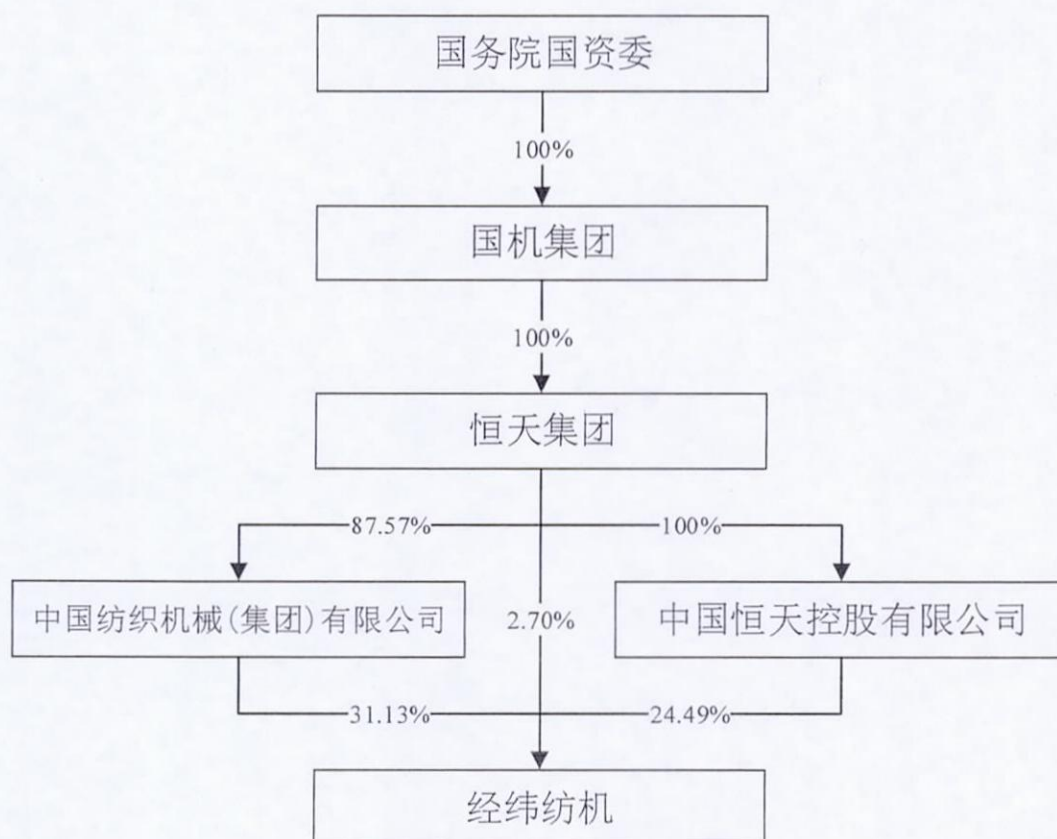 国务院国资委
100%
国机集团
100%
恒天集团
87.57%
100%
中国纺织机械(集团)有限公司
2.70%
中国恒天控股有限公司
31.13%
24.49%
经纬纺机